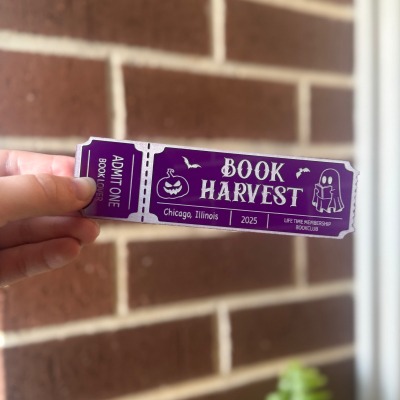 ADMIT ONE
BOOK LOVER
BOOK
HARVEST
Chicago, Illinois
2025
LIFE TIME MEMBERSHIP
BOOKCLUB